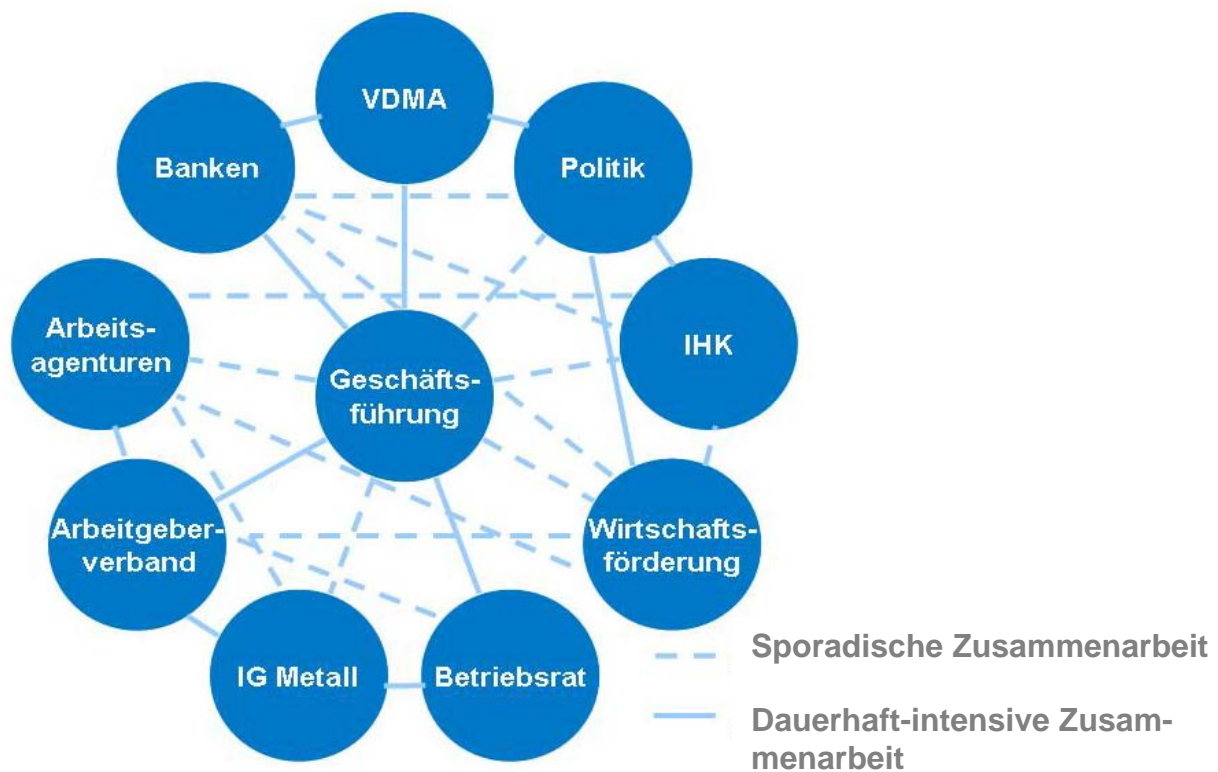 VDMA
Banken
Politik
Arbeits-
agenturen
IHK
Geschäfts-
führung
Arbeitgeber-
verband
Wirtschafts-
förderung
IG Metall
Betriebsrat
Sporadische Zusammenarbeit
Dauerhaft-intensive Zusam-
menarbeit